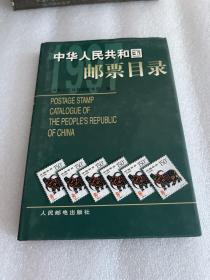 中华人民共和国
邮票目录
1997
POSTAGE STAMP
CATALOGUE OF
THE PEOPLE'S REPUBLIC
OF CHINA
人民邮电出版社